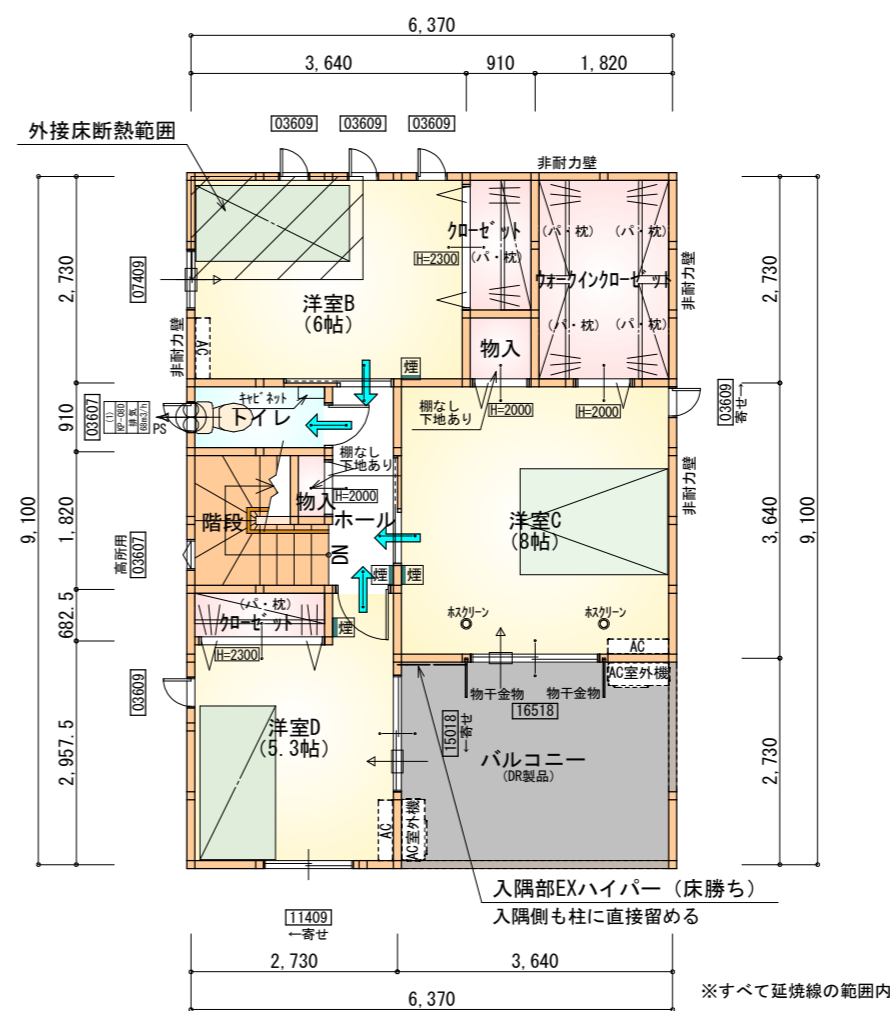 6,370
3,640
910
1,820
外接床断熱範囲
03609
03609
03609
非耐力壁
9,100
2,730
07409
クローゼット
(パ・枕)
H=2300
(パ・枕)
(パ・枕)
ウォークインクローゼット
(パ・枕)
(パ・枕)
非耐力壁
2,730
9,100
洋室B
(6帖)
AC
非耐力壁
物入
煙
910
03607
(1)
KP-08D
排気
68m3/h
PS
キャビネット
トイレ
棚なし
下地あり
H=2000
H=2000
03609
寄せ→
棚なし
下地あり
H=2000
物入
ホール
階段
DN
1,820
高所用
03607
洋室C
(8帖)
非耐力壁
3,640
煙
煙
682.5
(パ・枕)
クローゼット
煙
H=2300
ホスクリーン
ホスクリーン
AC
AC室外機
物干金物
物干金物
16518
15018
←寄せ
03609
2,957.5
洋室D
(5.3帖)
バルコニー
(DR製品)
2,730
AC
AC室外機
入隅部EXハイパー（床勝ち）
入隅側も柱に直接留める
11409
←寄せ
2,730
3,640
6,370
※すべて延焼線の範囲内